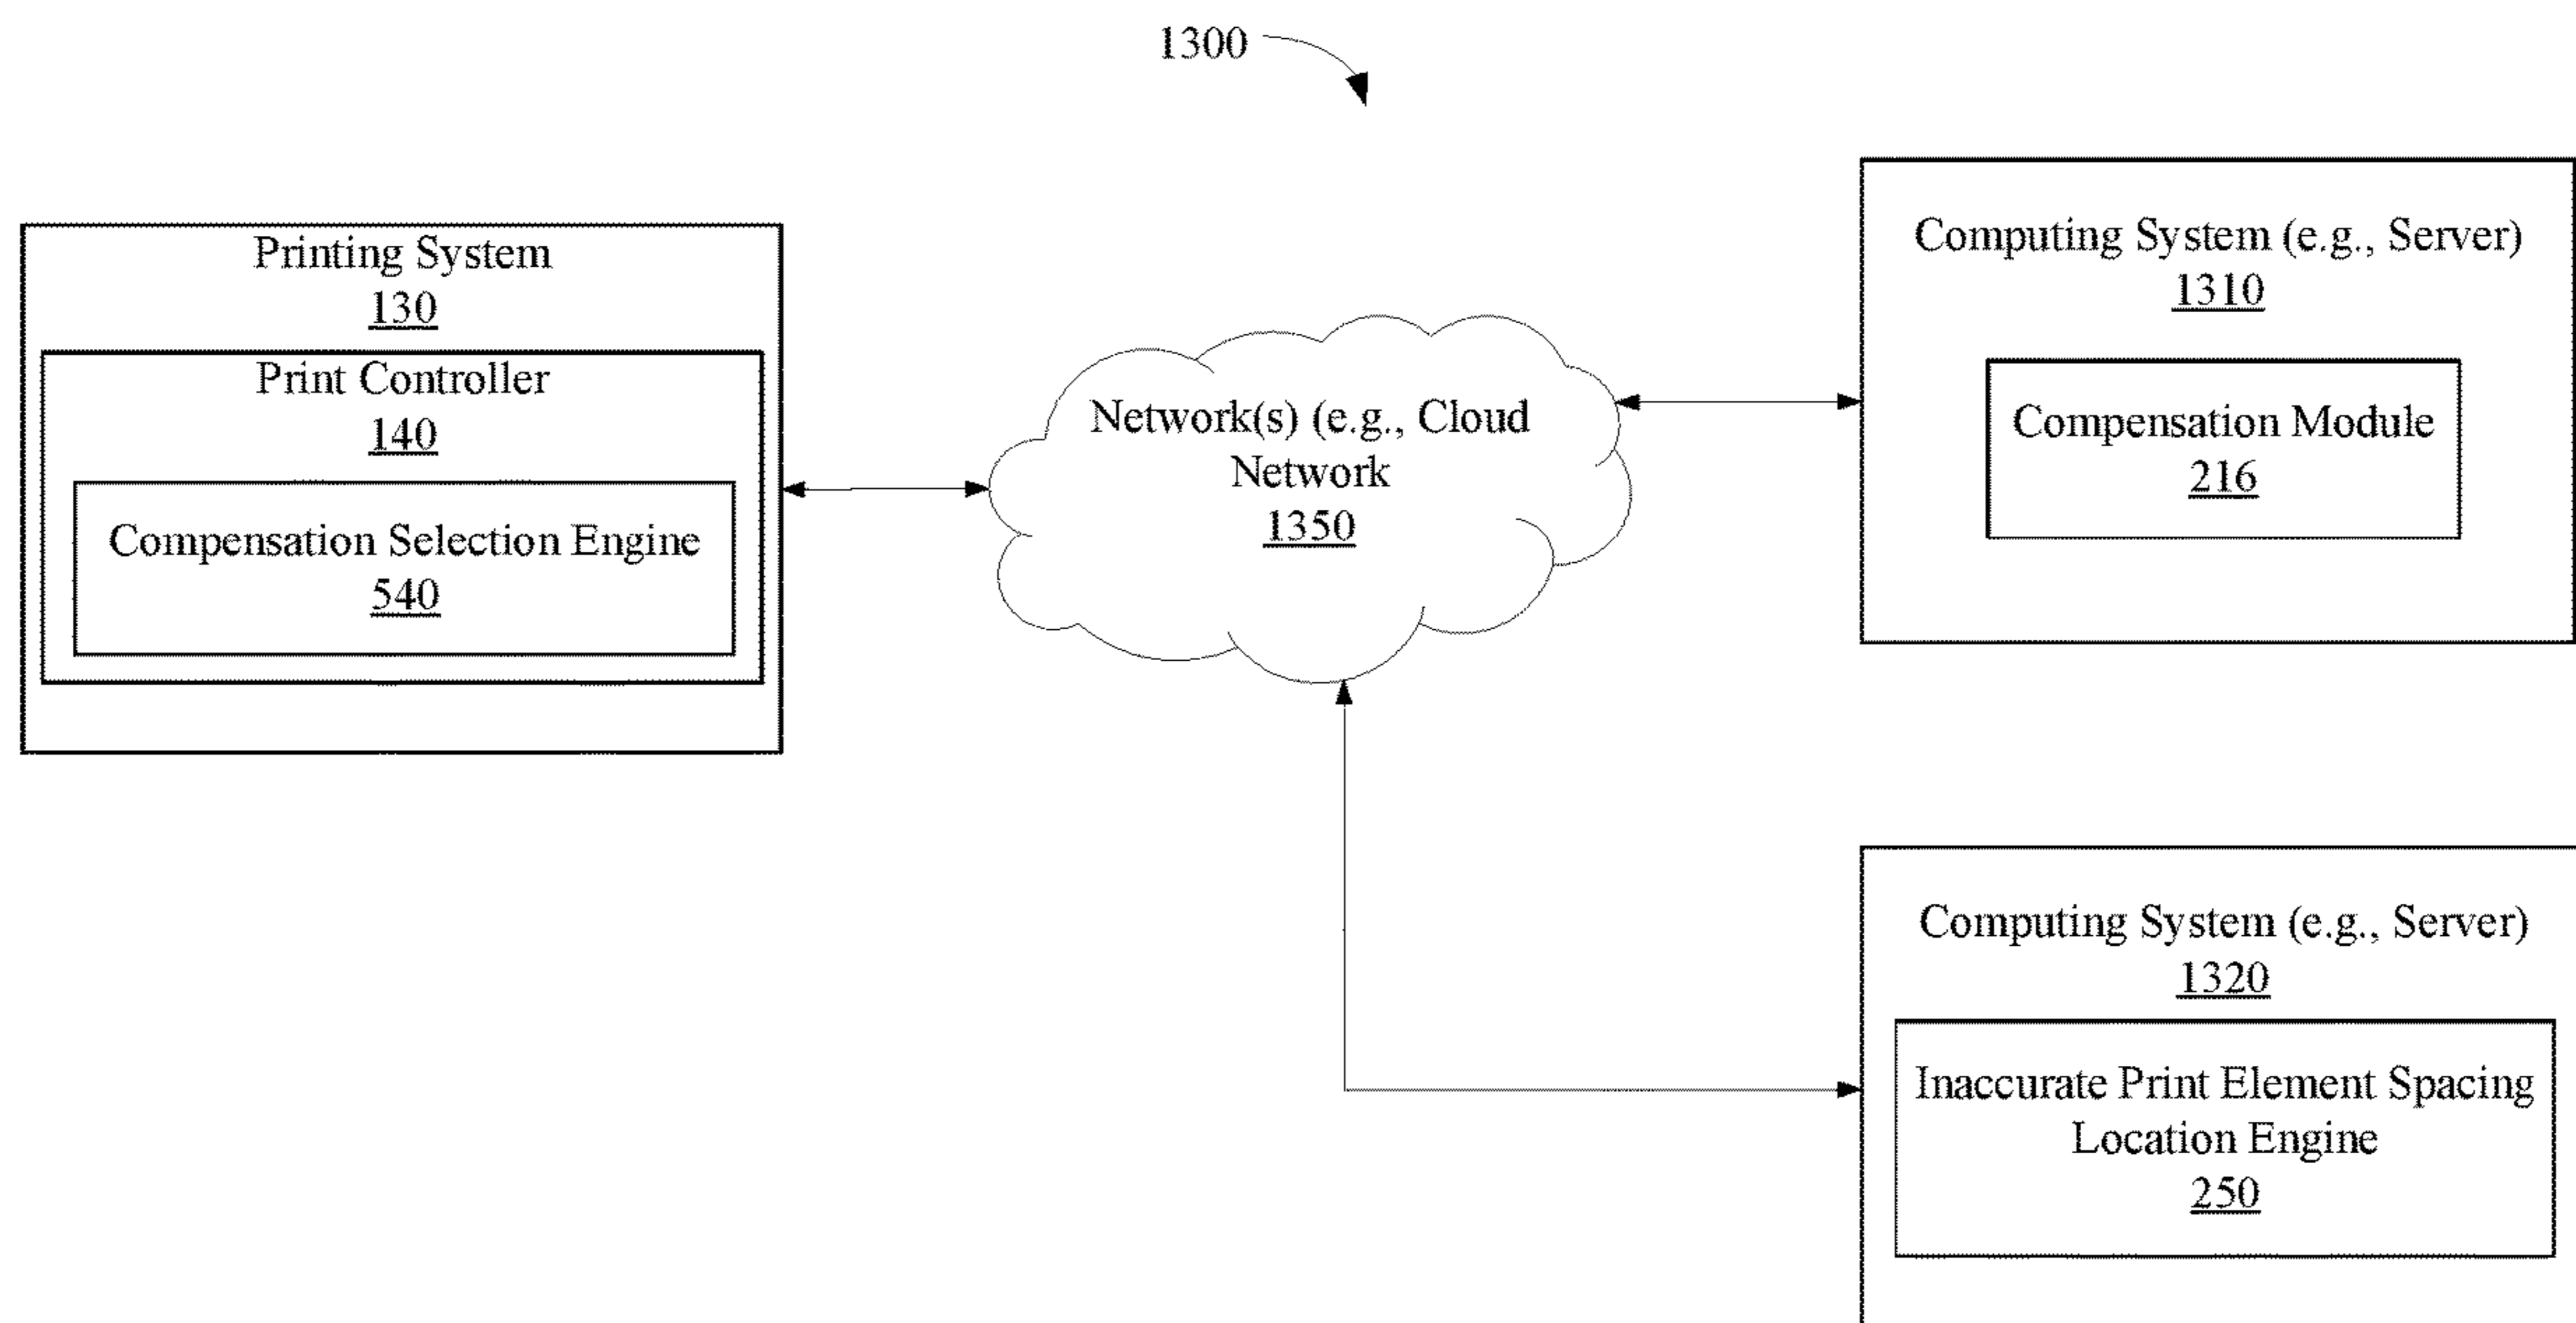 1300
Printing System
130
Print Controller
140
Compensation Selection Engine
540
Network(s) (e.g., Cloud
Network
1350
Computing System (e.g., Server)
1310
Compensation Module
216
Computing System (e.g., Server)
1320
Inaccurate Print Element Spacing
Location Engine
250